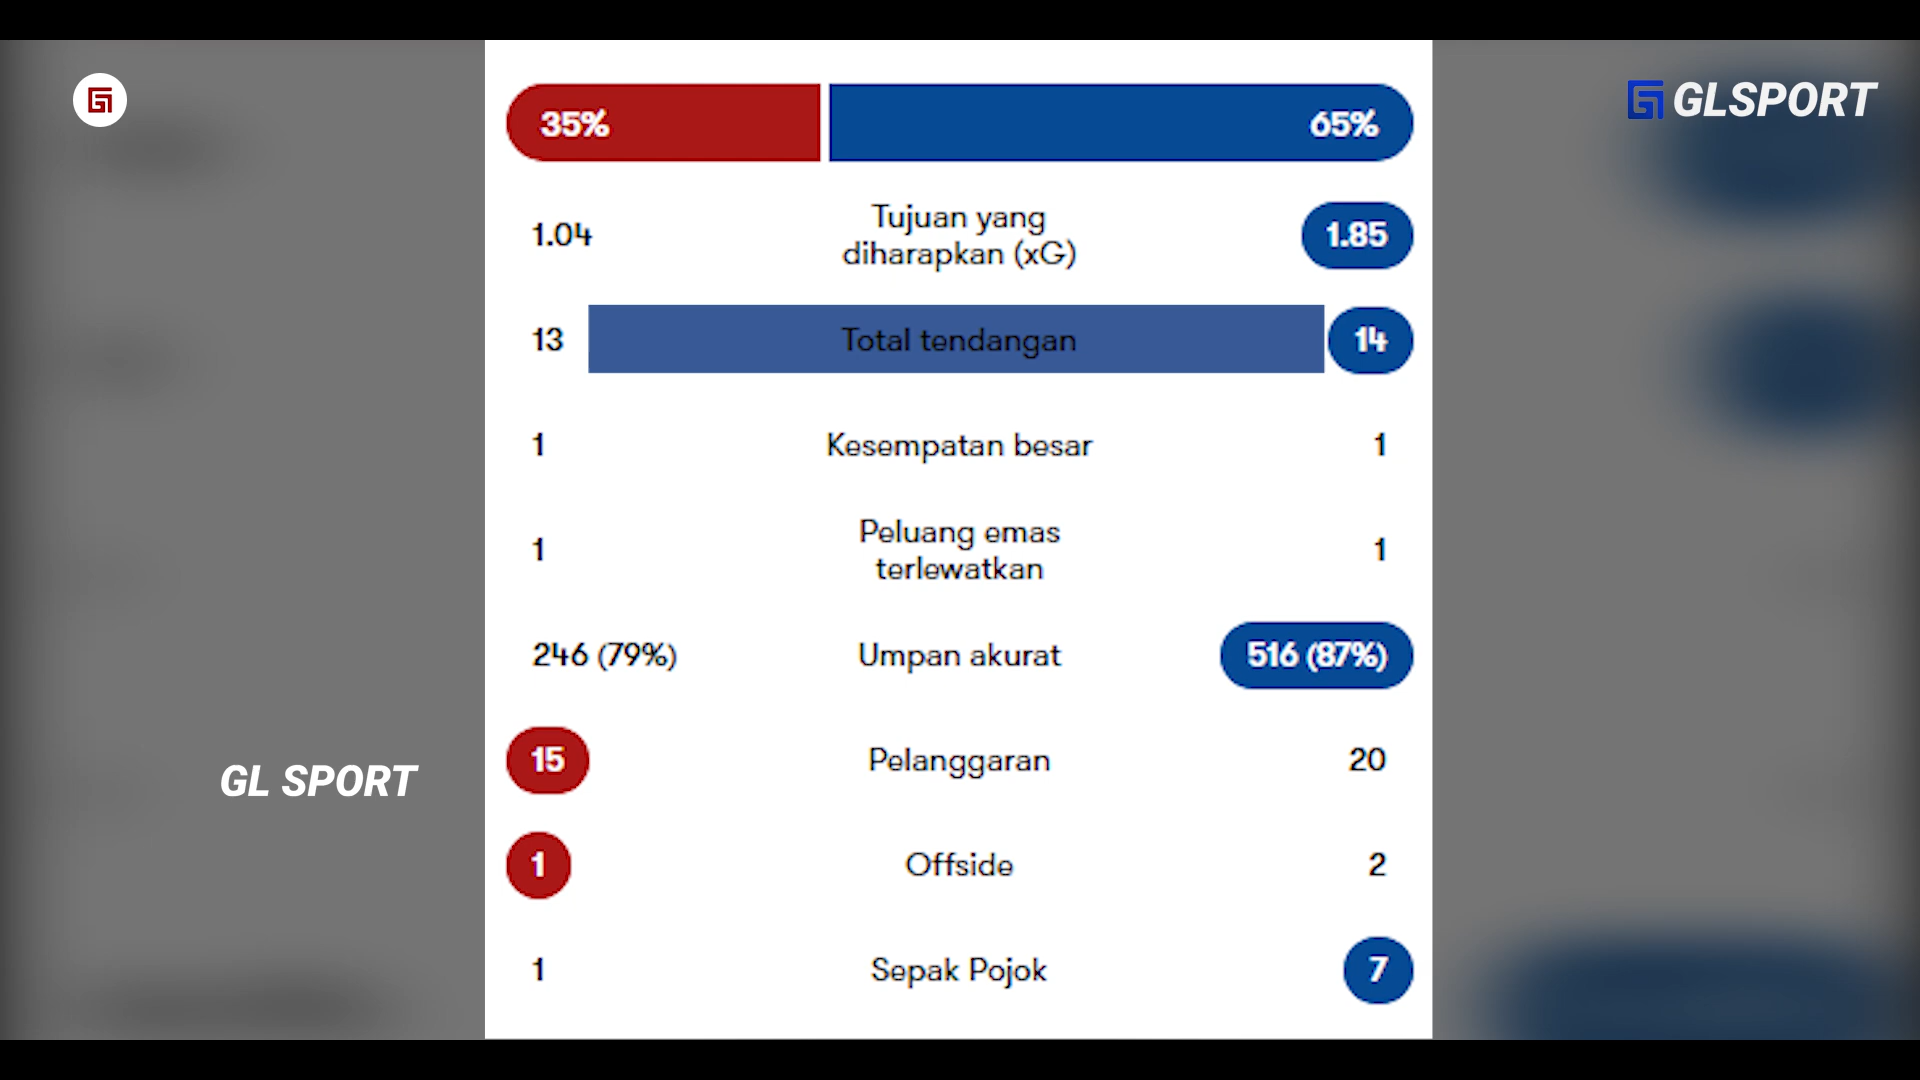 GLSPORT
35% 65%
1.04 Tujuan yang diharapkan (xG) 1.85
13 Total tendangan 14
1 Kesempatan besar 1
1 Peluang emas terlewatkan 1
246 (79%) Umpan akurat 516 (87%)
15 Pelanggaran 20
GL SPORT
1 Offside 2
1 Sepak Pojok 7